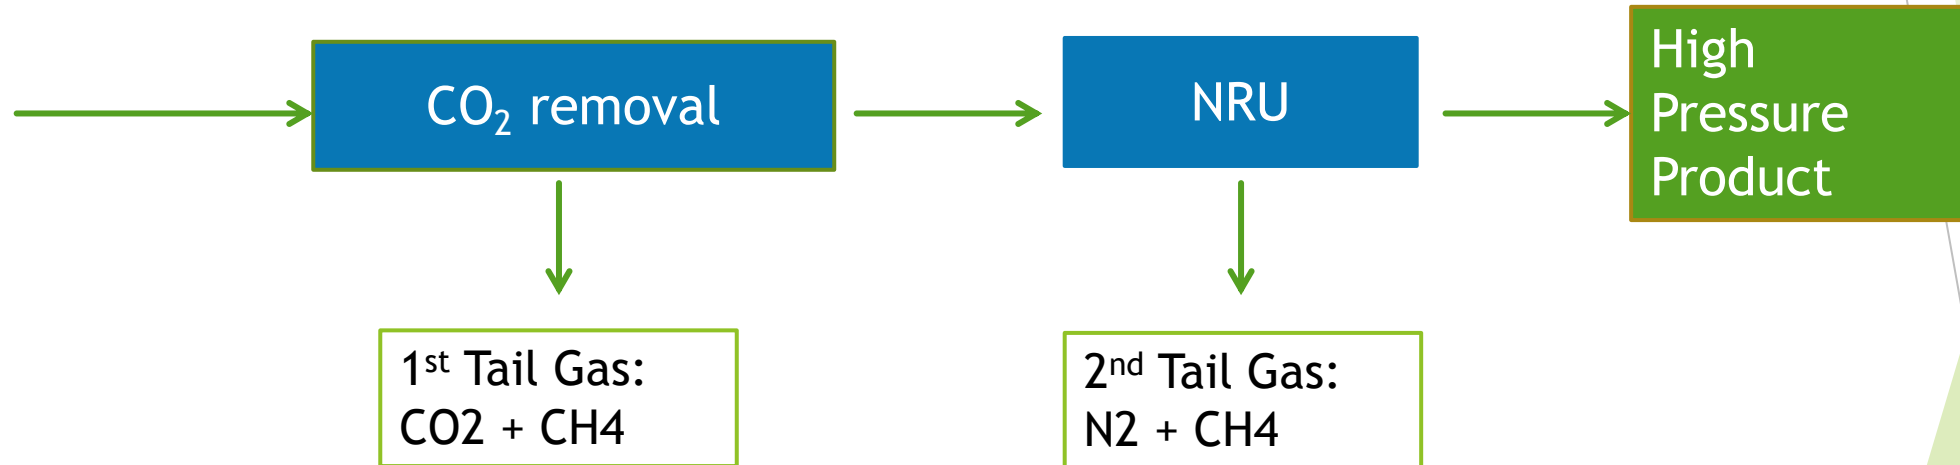 CO₂ removal
NRU
High
Pressure
Product
1st Tail Gas:
CO2 + CH4
2nd Tail Gas:
N2 + CH4